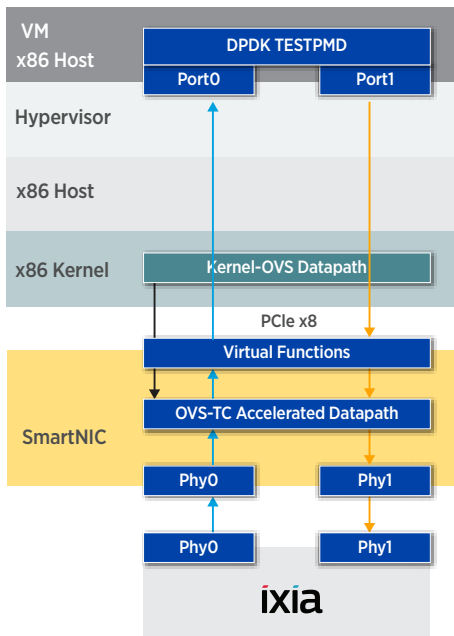 VM
x86 Host
DPDK TESTPMD
Port0
Port1
Hypervisor
x86 Host
x86 Kernel
Kernel-OVS Datapath
PCIe x8
Virtual Functions
OVS-TC Accelerated Datapath
SmartNIC
Phy0
Phy1
Phy0
Phy1
ixia